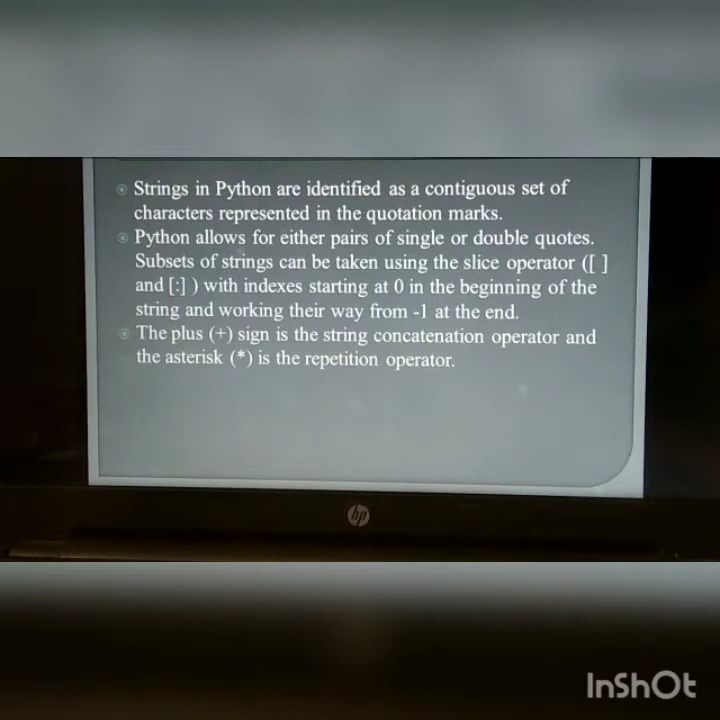 Strings in Python are identified as a contiguous set of
characters represented in the quotation marks.
Python allows for either pairs of single or double quotes.
Subsets of strings can be taken using the slice operator ([ ]
and [:] ) with indexes starting at 0 in the beginning of the
string and working their way from -1 at the end.
The plus (+) sign is the string concatenation operator and
the asterisk (*) is the repetition operator.
hp
InShOt